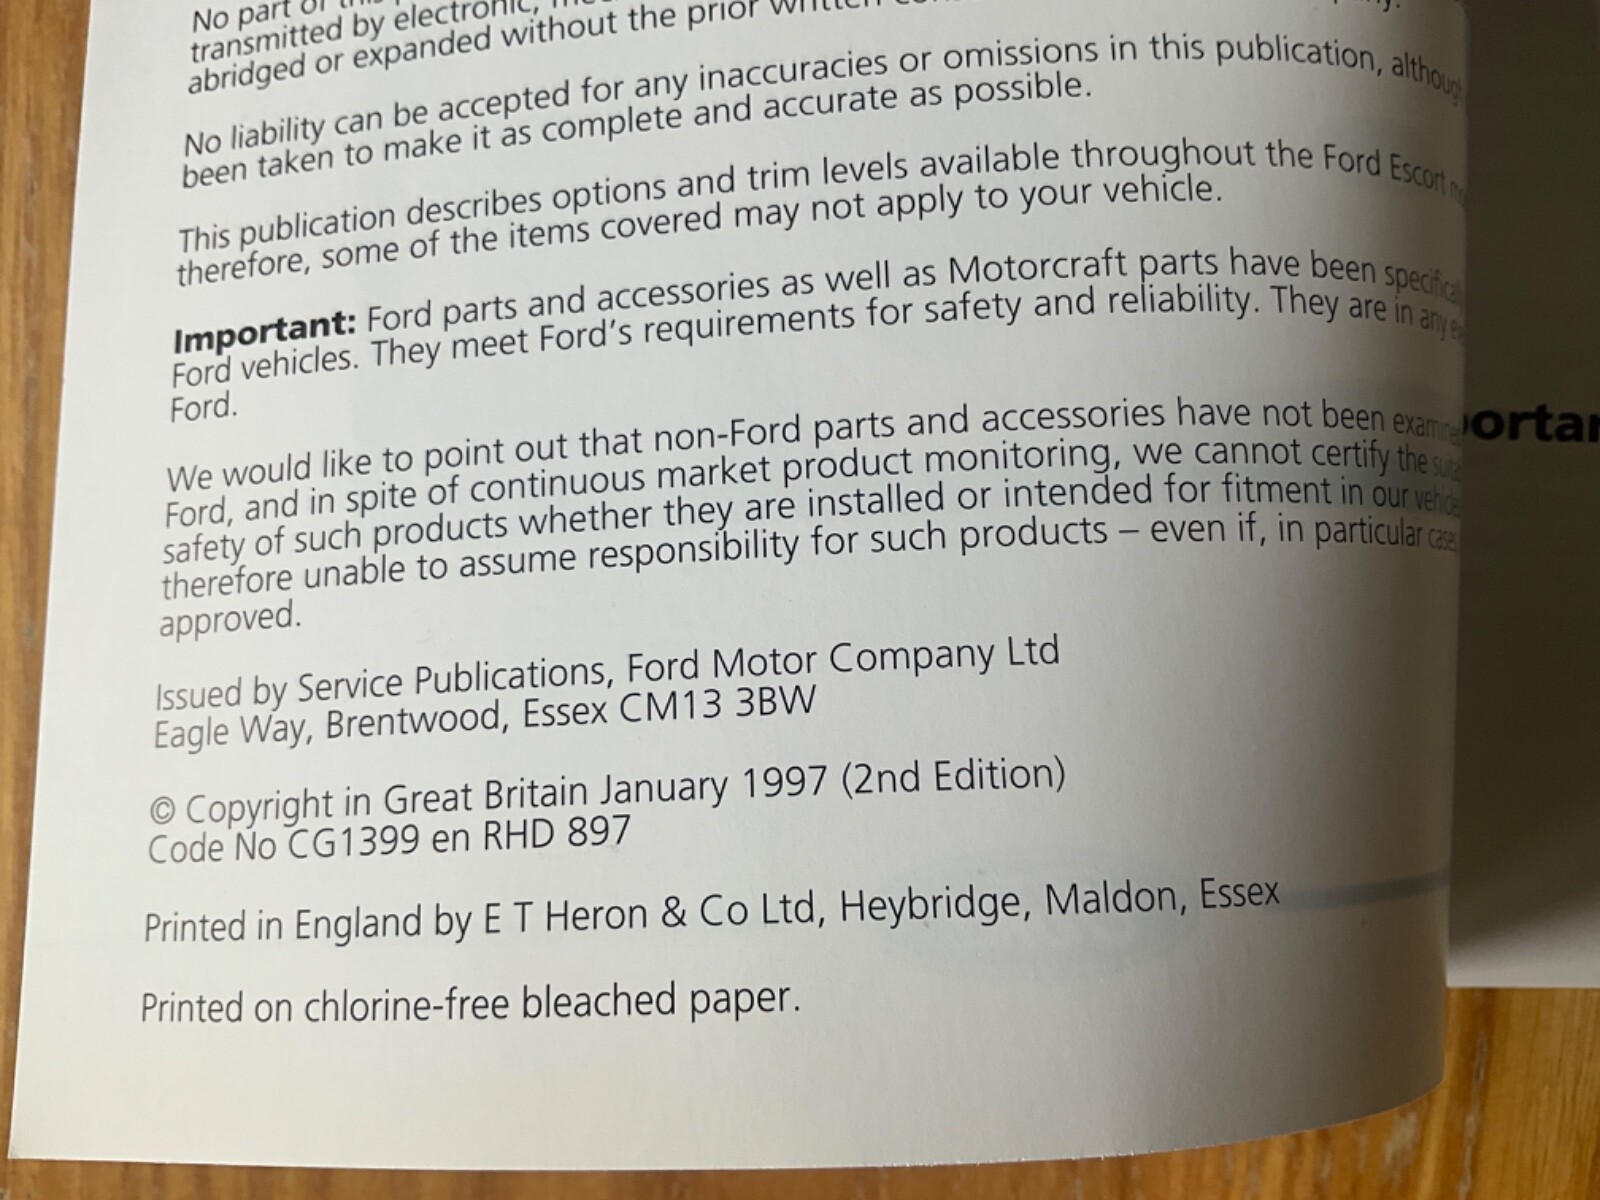 No part of this
transmitted by electronic,
abridged or expanded without the prior written
No liability can be accepted for any inaccuracies or omissions in this publication, although
been taken to make it as complete and accurate as possible.
This publication describes options and trim levels available throughout the Ford Escort
therefore, some of the items covered may not apply to your vehicle.
Important: Ford parts and accessories as well as Motorcraft parts have been specifically
Ford vehicles. They meet Ford's requirements for safety and reliability. They are in any
Ford.
We would like to point out that non-Ford parts and accessories have not been examined
Ford, and in spite of continuous market product monitoring, we cannot certify the
safety of such products whether they are installed or intended for fitment in our
therefore unable to assume responsibility for such products – even if, in particular
approved.
Issued by Service Publications, Ford Motor Company Ltd
Eagle Way, Brentwood, Essex CM13 3BW
© Copyright in Great Britain January 1997 (2nd Edition)
Code No CG1399 en RHD 897
Printed in England by E T Heron & Co Ltd, Heybridge, Maldon, Essex
Printed on chlorine-free bleached paper.